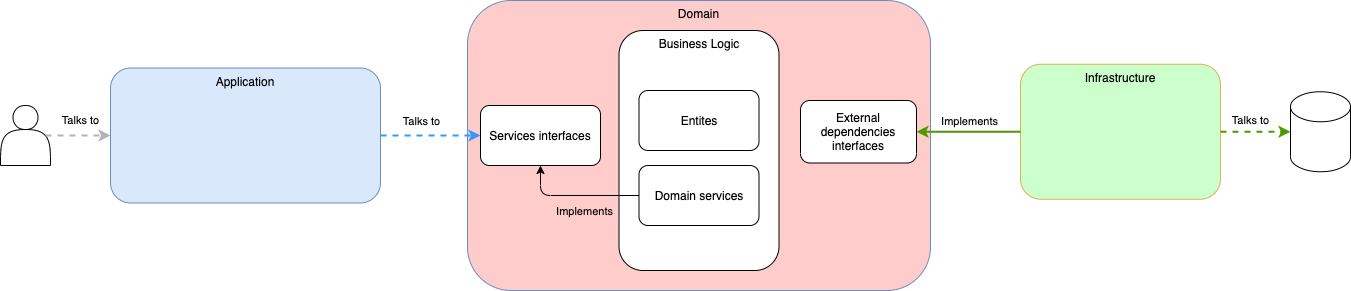 Domain
Business Logic
Application
Infrastructure
Entites
External
dependencies
interfaces
Talks to
Talks to
Services interfaces
Implements
Talks to
Domain services
Implements